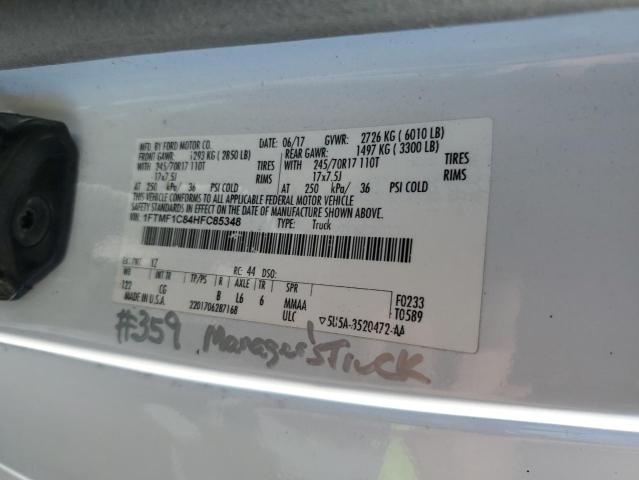 MFD. BY FORD MOTOR CO. DATE: 06/17 GVWR: 2726 KG ( 6010 LB)
FRONT GAWR: 1293 KG ( 2850 LB) REAR GAWR: 1497 KG ( 3300 LB)
WITH 245/70R17 110T TIRES WITH 245/70R17 110T TIRES
17x7.5J RIMS 17x7.5J RIMS
AT 250 kPa/ 36 PSI COLD AT 250 kPa/ 36 PSI COLD
THIS VEHICLE CONFORMS TO ALL APPLICABLE FEDERAL MOTOR VEHICLE
SAFETY STANDARDS IN EFFECT ON THE DATE OF MANUFACTURE SHOWN ABOVE.
VIN: 1FTMF1C84HFC85348 TYPE: Truck
EXT PNT: YZ RC: 44 DSO:
WB INT TR TP/PS R AXLE TR SPR
122 CG B L6 6 MMAA F0233
MADE IN U.S.A. 2201706287168 ULC T0589
5U5A-3520472-AA
#359 Manager's Truck